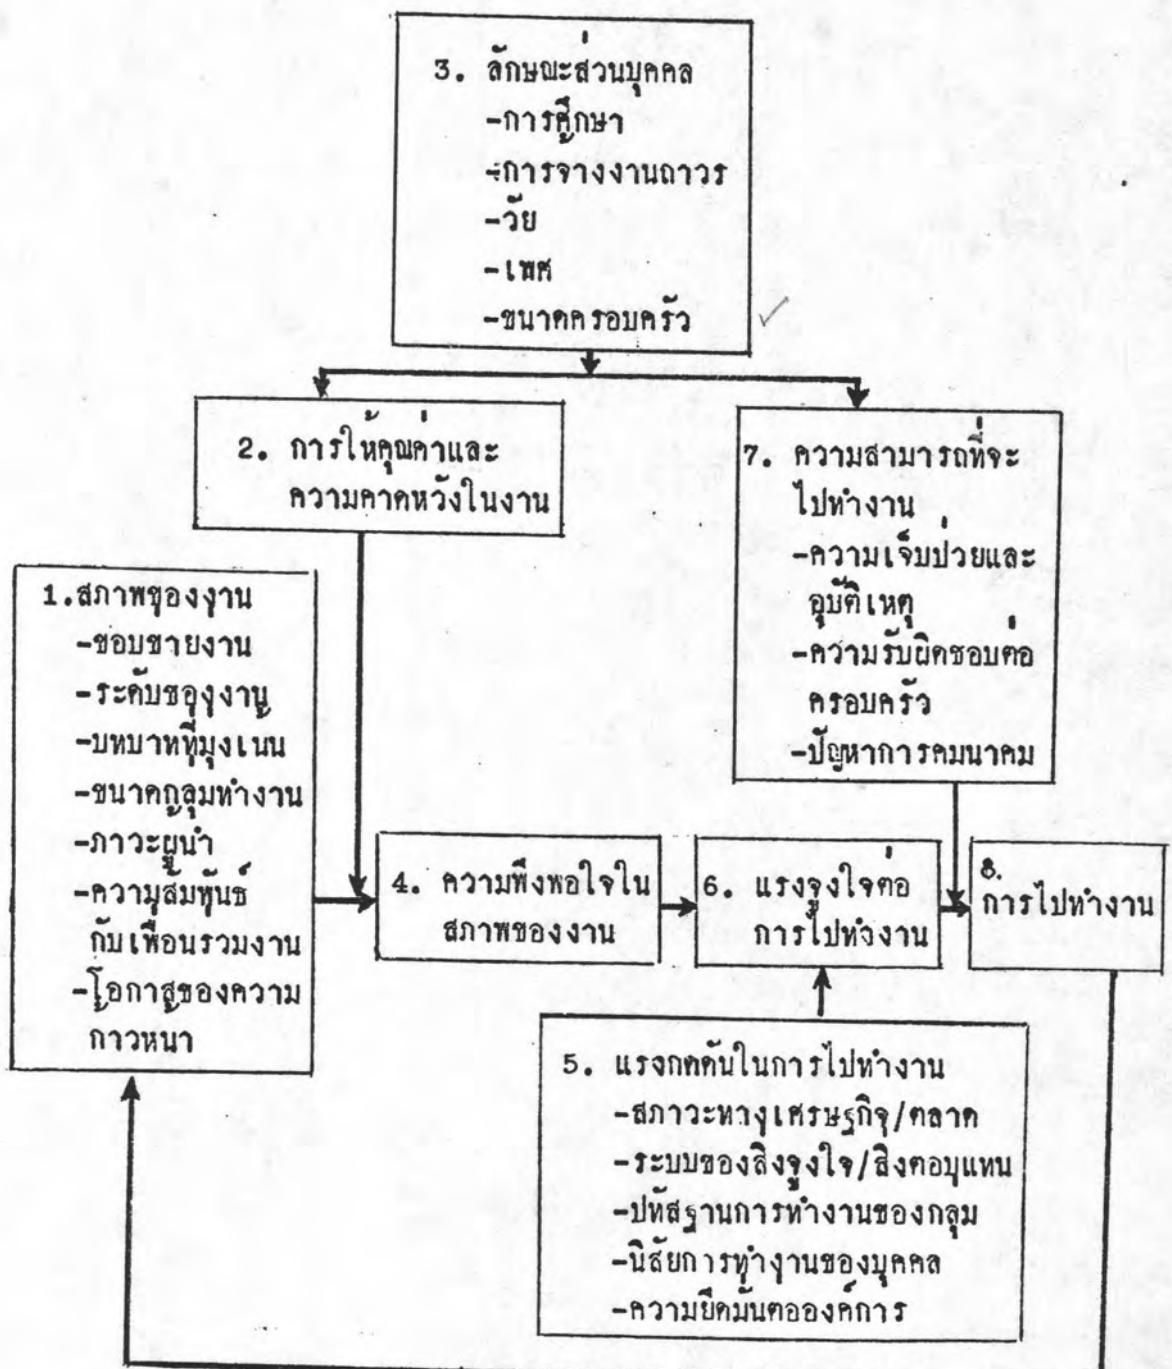 3. ลักษณะส่วนบุคคล
-การศึกษา
-การจ้างงานถาวร
-วัย
-เพศ
-ขนาดครอบครัว
2. การให้คุณค่าและ
ความคาดหวังในงาน
7. ความสามารถที่จะ
ไปทำงาน
-ความเจ็บป่วยและ
อุบัติเหตุ
-ความรับผิดชอบต่อ
ครอบครัว
-ปัญหาการคมนาคม
1.สภาพของงาน
-ขอบข่ายงาน
-ระดับของงาน
-บทบาทที่มุ่งเน้น
-ขนาดกลุ่มทำงาน
-ภาวะผู้นำ
-ความสัมพันธ์
กับเพื่อนร่วมงาน
-โอกาสของความ
ก้าวหน้า
4. ความพึงพอใจใน
สภาพของงาน
6. แรงจูงใจต่อ
การไปทำงาน
8.
การไปทำงาน
5. แรงกดดันในการไปทำงาน
-สภาวะทางเศรษฐกิจ/ตลาด
-ระบบของสิ่งจูงใจ/สิ่งตอบแทน
-ปทัสฐานการทำงานของกลุ่ม
-นิสัยการทำงานของบุคคล
-ความยึดมั่นต่อองค์การ